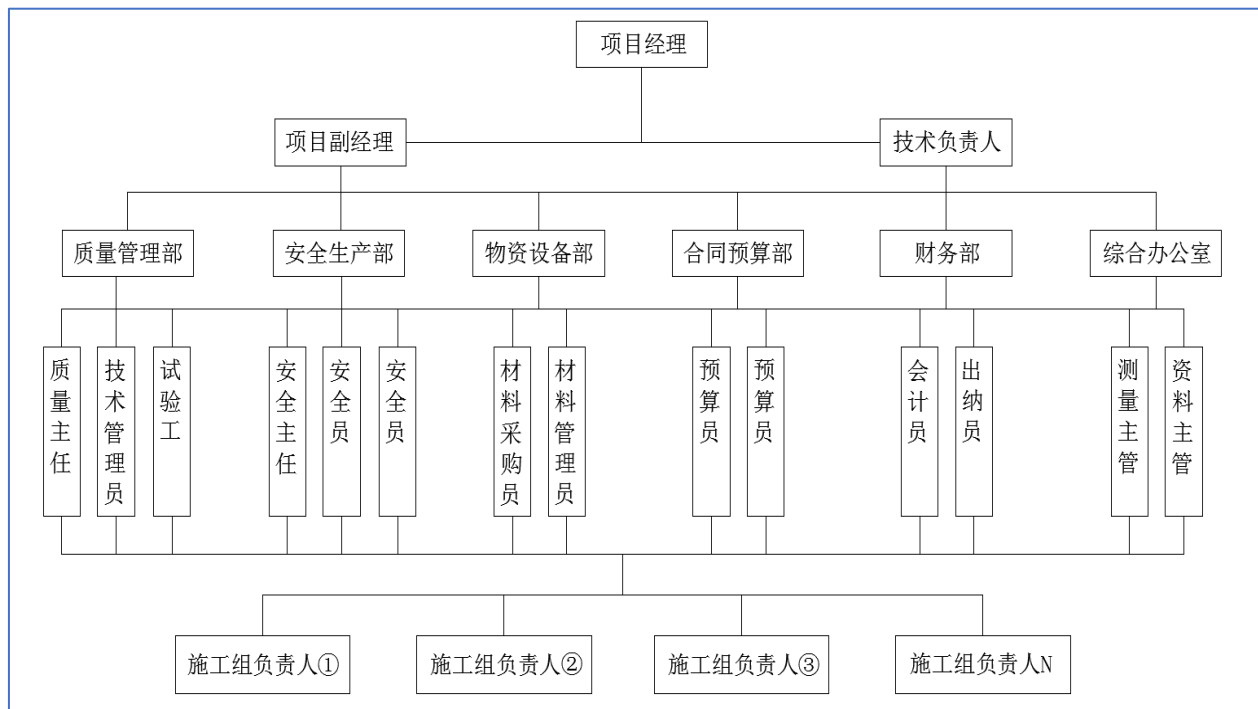 项目经理
项目副经理
技术负责人
质量管理部
安全生产部
物资设备部
合同预算部
财务部
综合办公室
质量主任
技术管理员
试验工
安全主任
安全员
安全员
材料采购员
材料管理员
预算员
预算员
会计员
出纳员
测量主管
资料主管
施工组负责人①
施工组负责人②
施工组负责人③
施工组负责人N